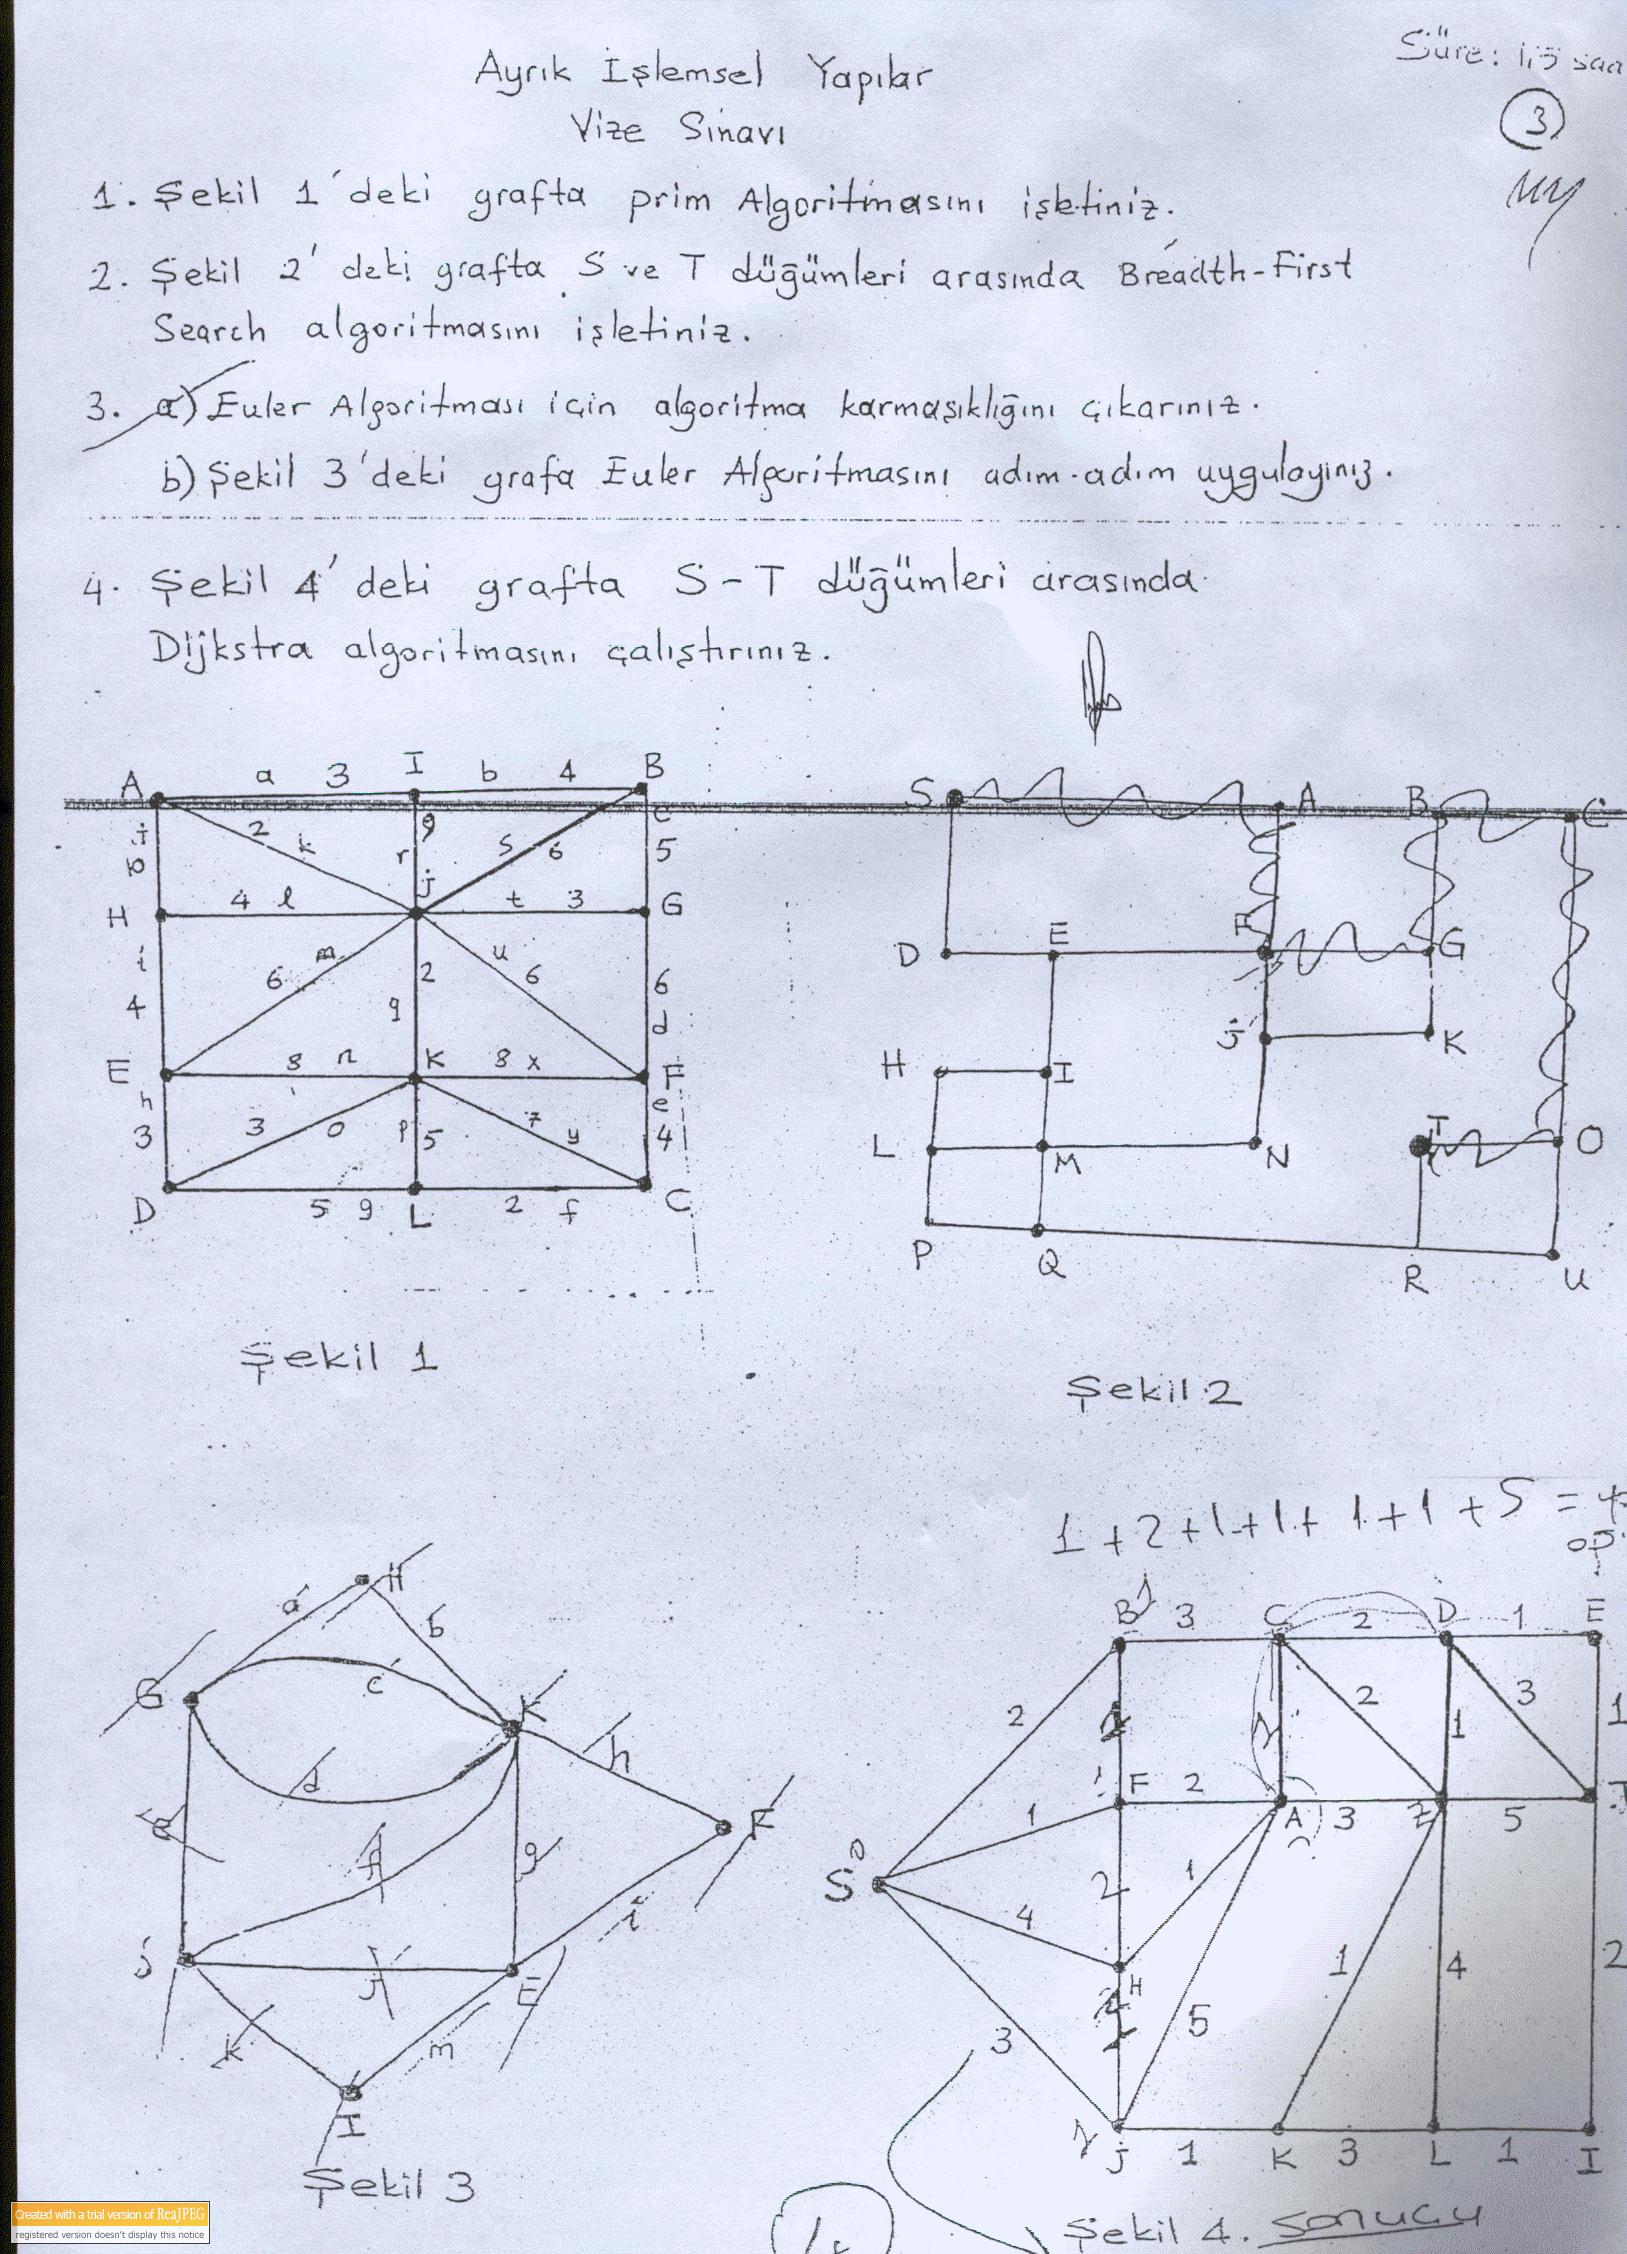 Ayrık İşlemsel Yapılar
Süre: 1,5 saa
Vize Sınavı
3
1. Şekil 1'deki grafta prim Algoritmasını işletiniz.
2. Şekil 2'deki grafta S ve T düğümleri arasında Breadth-First
Search algoritmasını işletiniz.
3. a) Euler Algoritması için algoritma karmaşıklığını çıkarınız.
b) Şekil 3'deki grafa Euler Algoritmasını adım-adım uygulayınız.
4. Şekil 4'deki grafta S-T düğümleri arasında
Dijkstra algoritmasını çalıştırınız.
A a 3 I b 4 B
2 k r 9 s 6 c 5
H 4 l j t 3 G
i 4 6 m 2 q u 6 6 d
E 8 n K 8 x F
h 3 3 o p 5 7 y e 4
D 5 g L 2 f C
Şekil 1
S A B C
D E F G
J K
H I
L M N T O
P Q R U
Şekil 2
1+2+1+1+1+1+5=
H
a b
G c K
d h
f g F
i
j E
k m
I
Şekil 3
B 3 C 2 D 1 E
2 2 1 3 1
F 2 A 3 Z 5
1
S 0
2 1
4
H 1 4 2
3 5
J 1 K 3 L 1 I
Şekil 4. sonucu
Created with a trial version of ReaJPEG
registered version doesn't display this notice